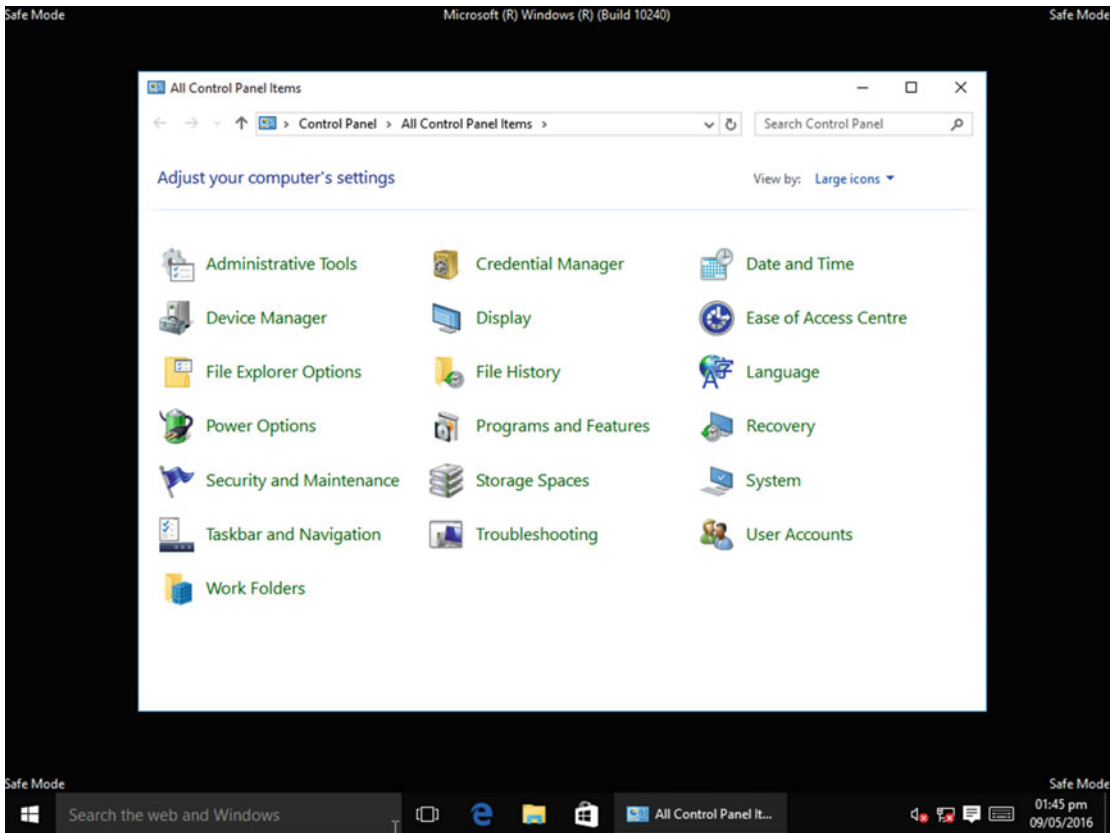 Safe Mode Microsoft (R) Windows (R) (Build 10240) Safe Mode
All Control Panel Items
Control Panel > All Control Panel Items >
Search Control Panel
Adjust your computer's settings
View by: Large icons
Administrative Tools Credential Manager Date and Time
Device Manager Display Ease of Access Centre
File Explorer Options File History Language
Power Options Programs and Features Recovery
Security and Maintenance Storage Spaces System
Taskbar and Navigation Troubleshooting User Accounts
Work Folders
Safe Mode Safe Mode
Search the web and Windows
All Control Panel It...
01:45 pm
09/05/2016